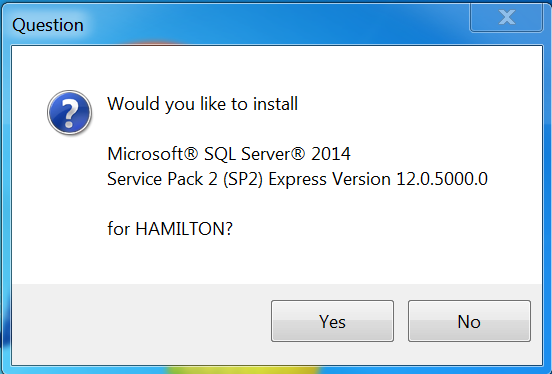 Question
Would you like to install
Microsoft® SQL Server® 2014
Service Pack 2 (SP2) Express Version 12.0.5000.0
for HAMILTON?
Yes
No